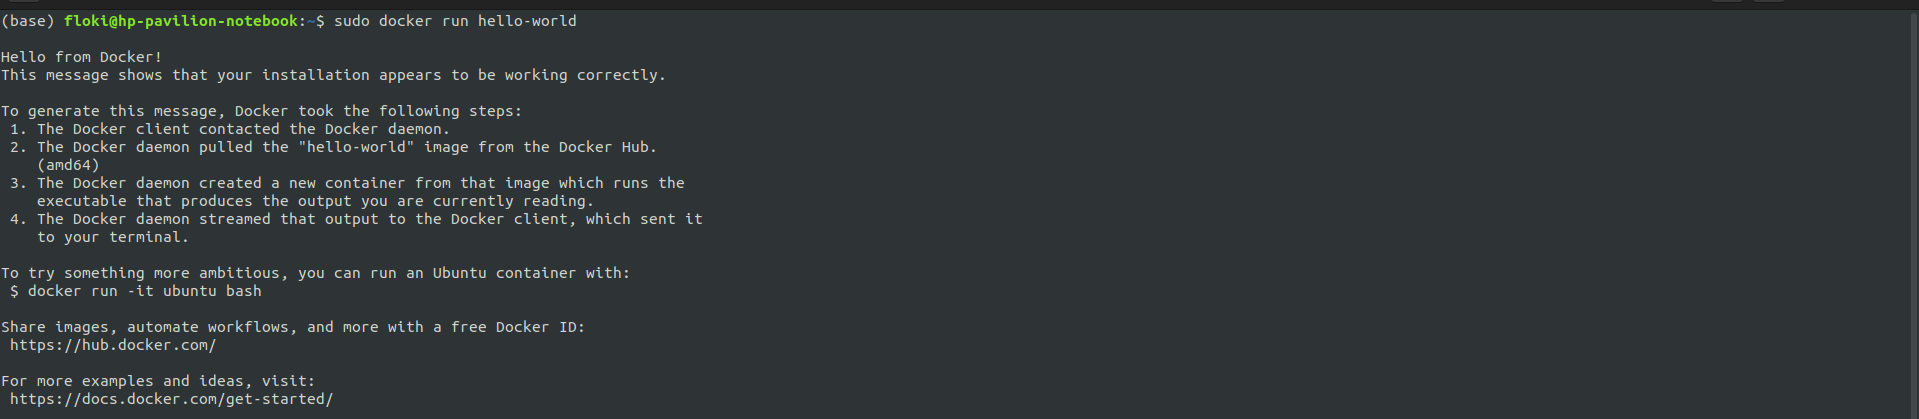 (base) floki@hp-pavilion-notebook:~$ sudo docker run hello-world
Hello from Docker!
This message shows that your installation appears to be working correctly.
To generate this message, Docker took the following steps:
1. The Docker client contacted the Docker daemon.
2. The Docker daemon pulled the "hello-world" image from the Docker Hub.
(amd64)
3. The Docker daemon created a new container from that image which runs the
executable that produces the output you are currently reading.
4. The Docker daemon streamed that output to the Docker client, which sent it
to your terminal.
To try something more ambitious, you can run an Ubuntu container with:
$ docker run -it ubuntu bash
Share images, automate workflows, and more with a free Docker ID:
https://hub.docker.com/
For more examples and ideas, visit:
https://docs.docker.com/get-started/